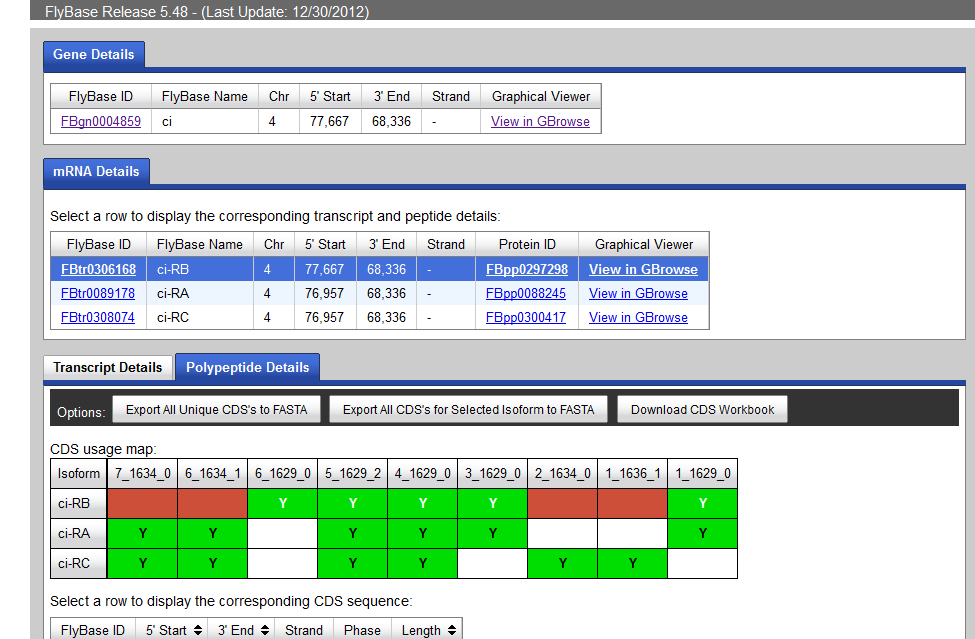 FlyBase Release 5.48 - (Last Update: 12/30/2012)
Gene Details
FlyBase ID FlyBase Name Chr 5' Start 3' End Strand Graphical Viewer
FBgn0004859 ci 4 77,667 68,336 - View in GBrowse
mRNA Details
Select a row to display the corresponding transcript and peptide details:
FlyBase ID FlyBase Name Chr 5' Start 3' End Strand Protein ID Graphical Viewer
FBtr0306168 ci-RB 4 77,667 68,336 - FBpp0297298 View in GBrowse
FBtr0089178 ci-RA 4 76,957 68,336 - FBpp0088245 View in GBrowse
FBtr0308074 ci-RC 4 76,957 68,336 - FBpp0300417 View in GBrowse
Transcript Details Polypeptide Details
Options: Export All Unique CDS's to FASTA Export All CDS's for Selected Isoform to FASTA Download CDS Workbook
CDS usage map:
Isoform 7_1634_0 6_1634_1 6_1629_0 5_1629_2 4_1629_0 3_1629_0 2_1634_0 1_1636_1 1_1629_0
ci-RB Y Y Y Y Y
ci-RA Y Y Y Y Y Y
ci-RC Y Y Y Y Y Y
Select a row to display the corresponding CDS sequence:
FlyBase ID 5' Start 3' End Strand Phase Length